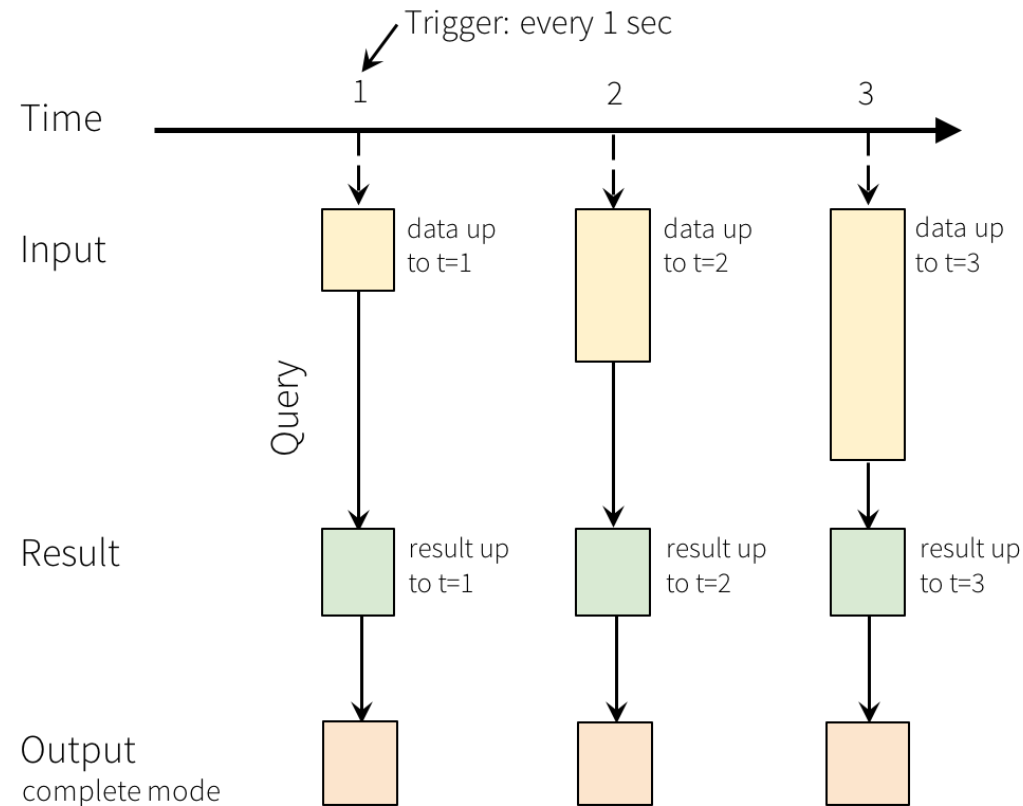 Trigger: every 1 sec
1 2 3
Time
Input
data up
to t=1
data up
to t=2
data up
to t=3
Query
Result
result up
to t=1
result up
to t=2
result up
to t=3
Output
complete mode